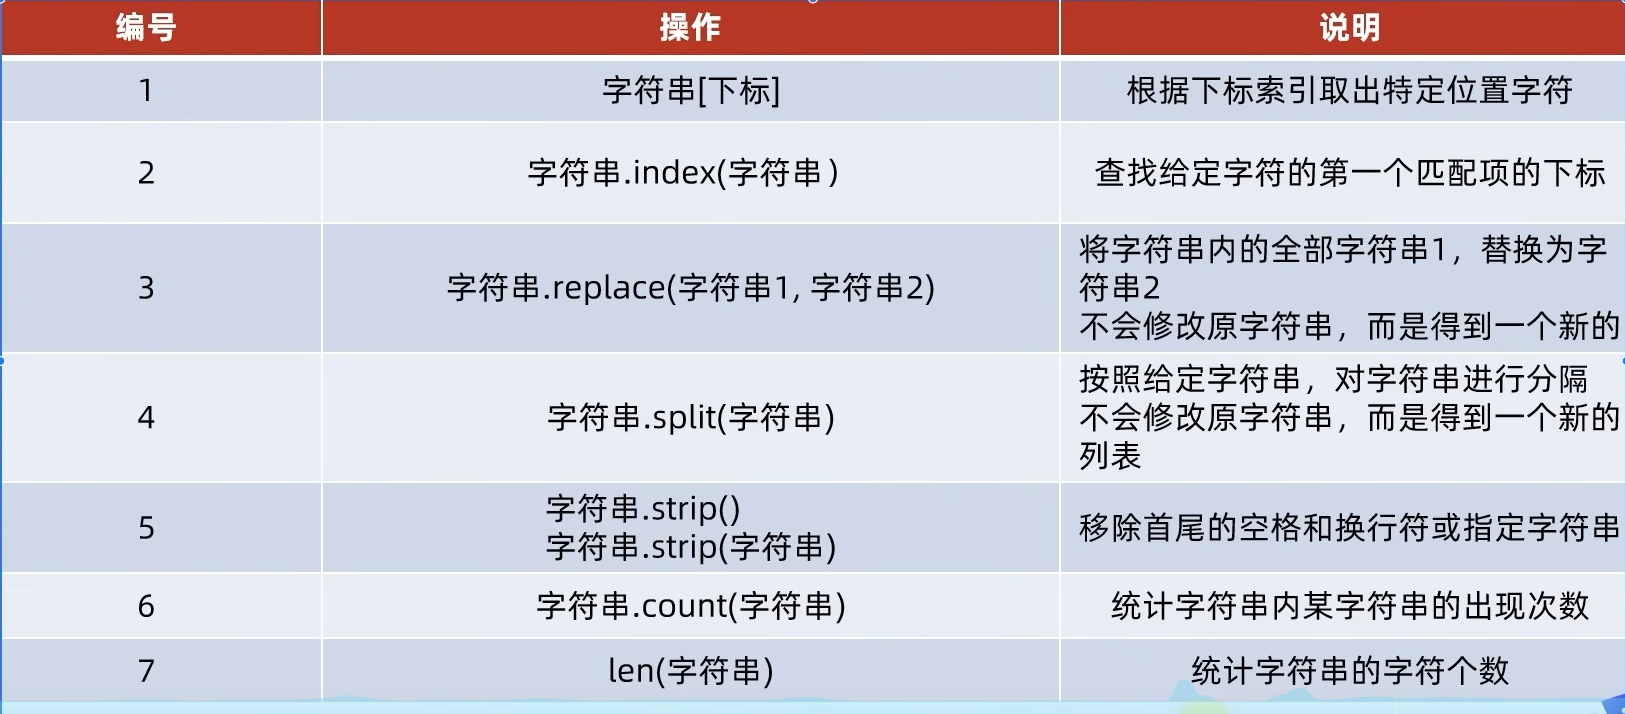 编号 操作 说明
1 字符串[下标] 根据下标索引取出特定位置字符
2 字符串.index(字符串) 查找给定字符的第一个匹配项的下标
3 字符串.replace(字符串1, 字符串2) 将字符串内的全部字符串1，替换为字
符串2
不会修改原字符串，而是得到一个新的
4 字符串.split(字符串) 按照给定字符串，对字符串进行分隔
不会修改原字符串，而是得到一个新的
列表
5 字符串.strip()
字符串.strip(字符串) 移除首尾的空格和换行符或指定字符串
6 字符串.count(字符串) 统计字符串内某字符串的出现次数
7 len(字符串) 统计字符串的字符个数